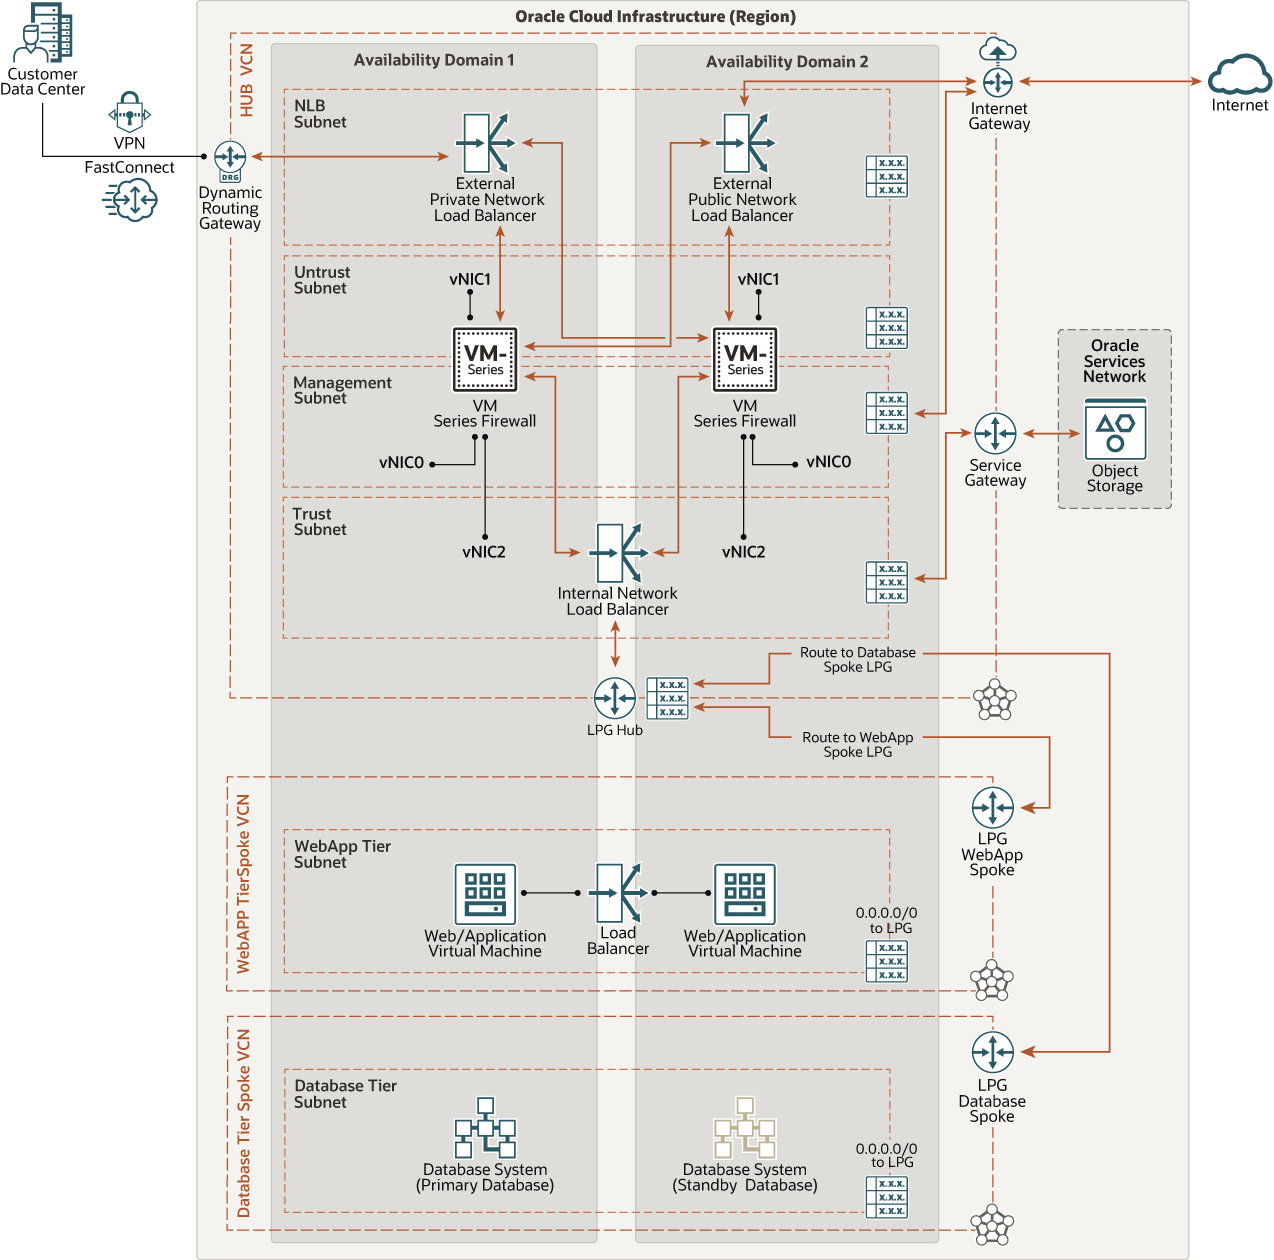 Oracle Cloud Infrastructure (Region)
Customer
Data Center
VPN
FastConnect
DRG
Dynamic
Routing
Gateway
HUB VCN
Availability Domain 1
Availability Domain 2
NLB
Subnet
External
Private Network
Load Balancer
External
Public Network
Load Balancer
x.x.x.
x.x.x.
x.x.x.
Internet
Gateway
Internet
Untrust
Subnet
vNIC1
vNIC1
VM-
Series
VM-
Series
x.x.x.
x.x.x.
x.x.x.
Management
Subnet
VM
Series Firewall
VM
Series Firewall
vNIC0
vNIC0
x.x.x.
x.x.x.
x.x.x.
Service
Gateway
Oracle
Services
Network
Object
Storage
Trust
Subnet
vNIC2
vNIC2
Internal Network
Load Balancer
x.x.x.
x.x.x.
x.x.x.
LPG Hub
x.x.x.
x.x.x.
x.x.x.
Route to Database
Spoke LPG
Route to WebApp
Spoke LPG
WebAPP TierSpoke VCN
WebApp Tier
Subnet
Web/Application
Virtual Machine
Load
Balancer
Web/Application
Virtual Machine
0.0.0.0/0
to LPG
x.x.x.
x.x.x.
x.x.x.
LPG
WebApp
Spoke
Database Tier Spoke VCN
Database Tier
Subnet
Database System
(Primary Database)
Database System
(Standby Database)
0.0.0.0/0
to LPG
x.x.x.
x.x.x.
x.x.x.
LPG
Database
Spoke